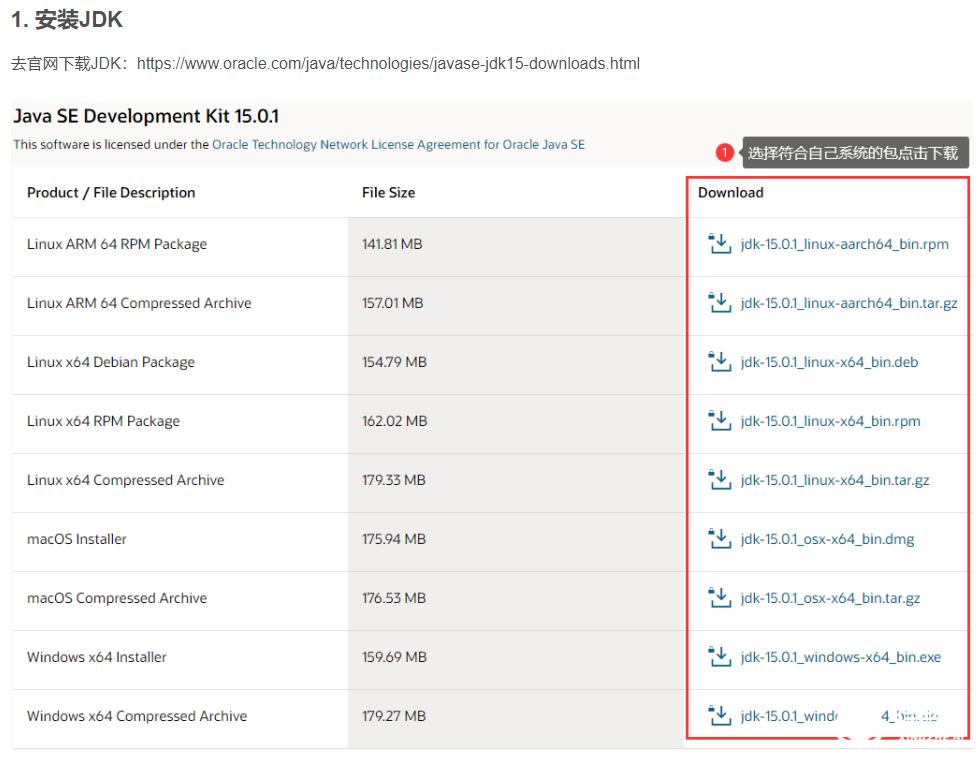 1. 安装JDK
去官网下载JDK：https://www.oracle.com/java/technologies/javase-jdk15-downloads.html
Java SE Development Kit 15.0.1
This software is licensed under the Oracle Technology Network License Agreement for Oracle Java SE
1 选择符合自己系统的包点击下载
Product / File Description File Size Download
Linux ARM 64 RPM Package 141.81 MB jdk-15.0.1_linux-aarch64_bin.rpm
Linux ARM 64 Compressed Archive 157.01 MB jdk-15.0.1_linux-aarch64_bin.tar.gz
Linux x64 Debian Package 154.79 MB jdk-15.0.1_linux-x64_bin.deb
Linux x64 RPM Package 162.02 MB jdk-15.0.1_linux-x64_bin.rpm
Linux x64 Compressed Archive 179.33 MB jdk-15.0.1_linux-x64_bin.tar.gz
macOS Installer 175.94 MB jdk-15.0.1_osx-x64_bin.dmg
macOS Compressed Archive 176.53 MB jdk-15.0.1_osx-x64_bin.tar.gz
Windows x64 Installer 159.69 MB jdk-15.0.1_windows-x64_bin.exe
Windows x64 Compressed Archive 179.27 MB